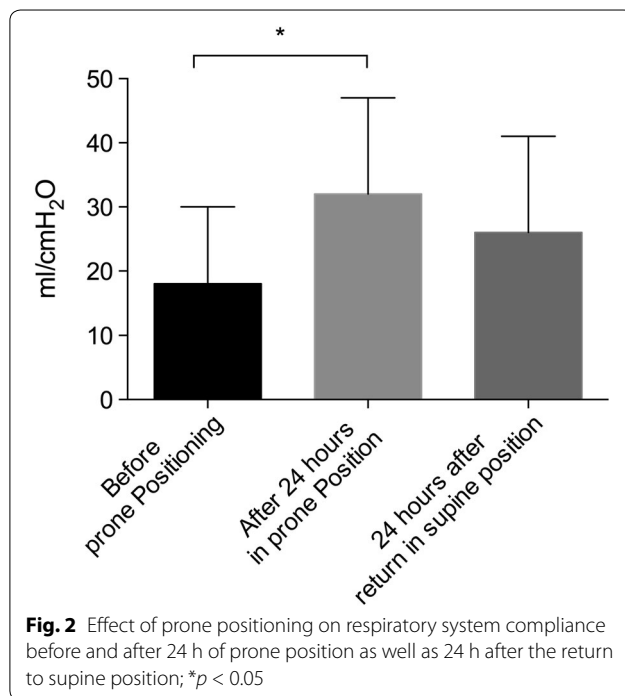 *
50
40
30
20
10
0
ml/cmH₂O
Before
prone Positioning
After 24 hours
in prone Position
24 hours after
return in supine position
Fig. 2 Effect of prone positioning on respiratory system compliance
before and after 24 h of prone position as well as 24 h after the return
to supine position; *p < 0.05